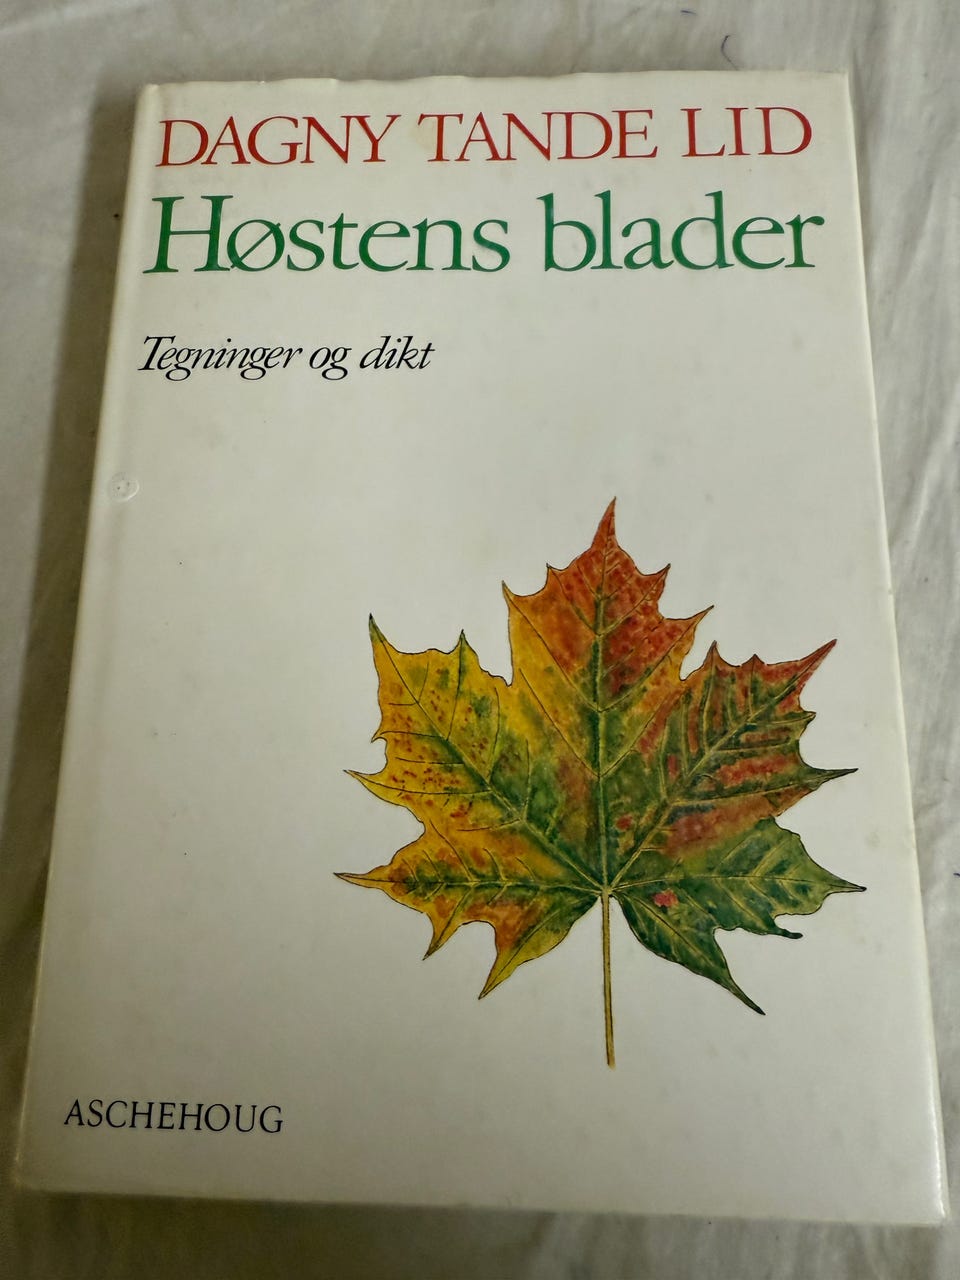 DAGNY TANDE LID
Høstens blader
Tegninger og dikt
ASCHEHOUG